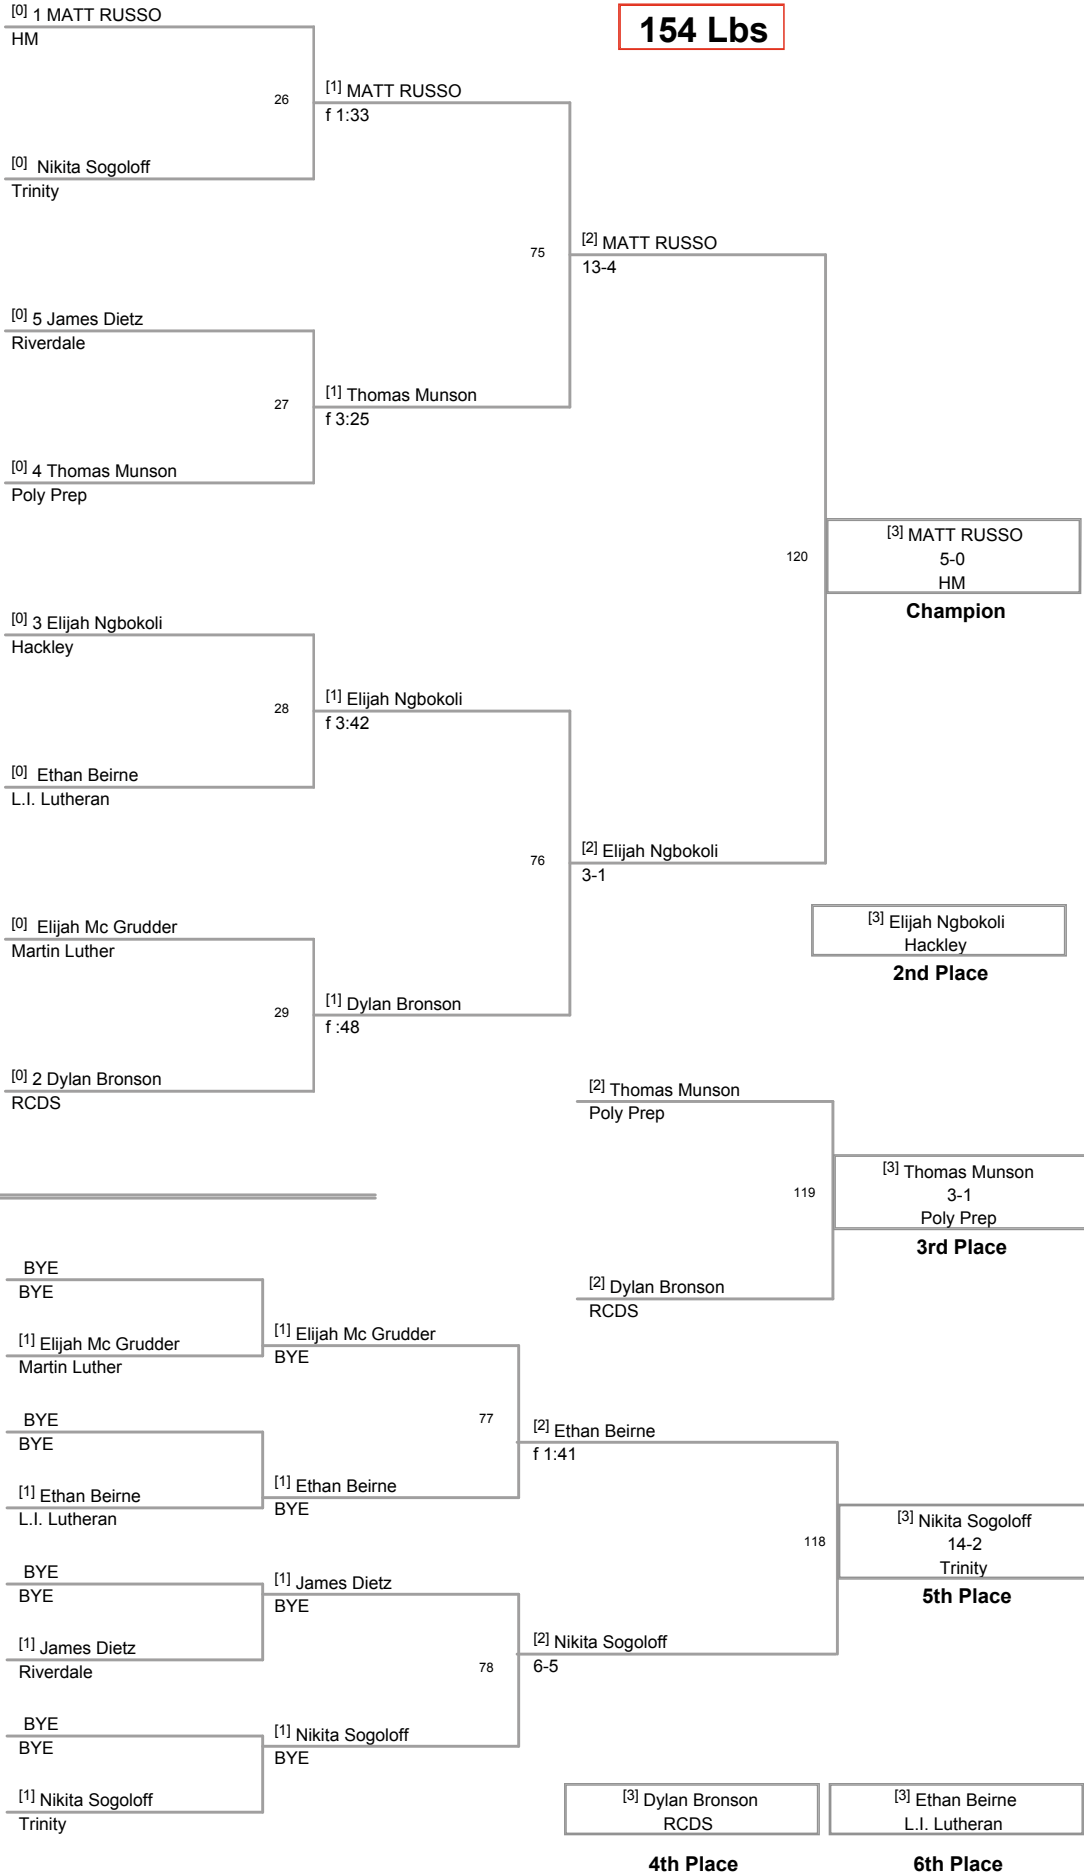 [0] 1 MATT RUSSO
HM
154 Lbs
26
[1] MATT RUSSO
f 1:33
[0] Nikita Sogoloff
Trinity
75
[2] MATT RUSSO
13-4
[0] 5 James Dietz
Riverdale
27
[1] Thomas Munson
f 3:25
[0] 4 Thomas Munson
Poly Prep
120
[3] MATT RUSSO
5-0
HM
Champion
[0] 3 Elijah Ngbokoli
Hackley
28
[1] Elijah Ngbokoli
f 3:42
[0] Ethan Beirne
L.I. Lutheran
76
[2] Elijah Ngbokoli
3-1
[0] Elijah Mc Grudder
Martin Luther
[3] Elijah Ngbokoli
Hackley
2nd Place
29
[1] Dylan Bronson
f :48
[0] 2 Dylan Bronson
RCDS
[2] Thomas Munson
Poly Prep
119
[3] Thomas Munson
3-1
Poly Prep
3rd Place
[2] Dylan Bronson
RCDS
BYE
BYE
[1] Elijah Mc Grudder
Martin Luther
[1] Elijah Mc Grudder
BYE
77
[2] Ethan Beirne
f 1:41
BYE
BYE
[1] Ethan Beirne
L.I. Lutheran
[1] Ethan Beirne
BYE
118
[3] Nikita Sogoloff
14-2
Trinity
5th Place
BYE
BYE
[1] James Dietz
BYE
[1] James Dietz
Riverdale
78
[2] Nikita Sogoloff
6-5
BYE
BYE
[1] Nikita Sogoloff
BYE
[1] Nikita Sogoloff
Trinity
[3] Dylan Bronson
RCDS
4th Place
[3] Ethan Beirne
L.I. Lutheran
6th Place